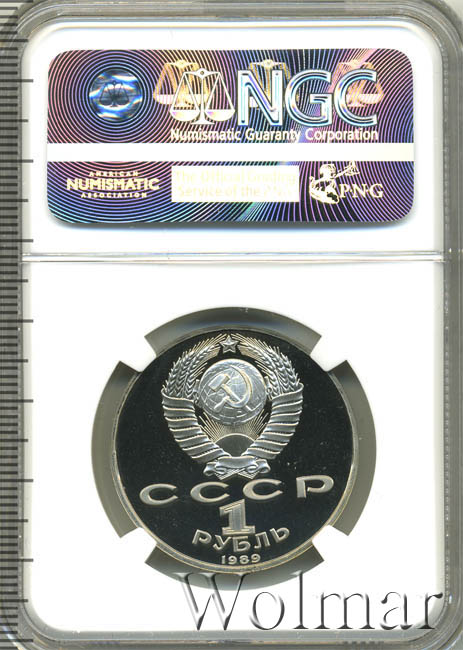 NGC
Numismatic Guaranty Corporation
AMERICAN
NUMISMATIC
ASSOCIATION
The Official Grading
Service of the
PNG
СССР
1
РУБЛЬ
1989
Wolmar